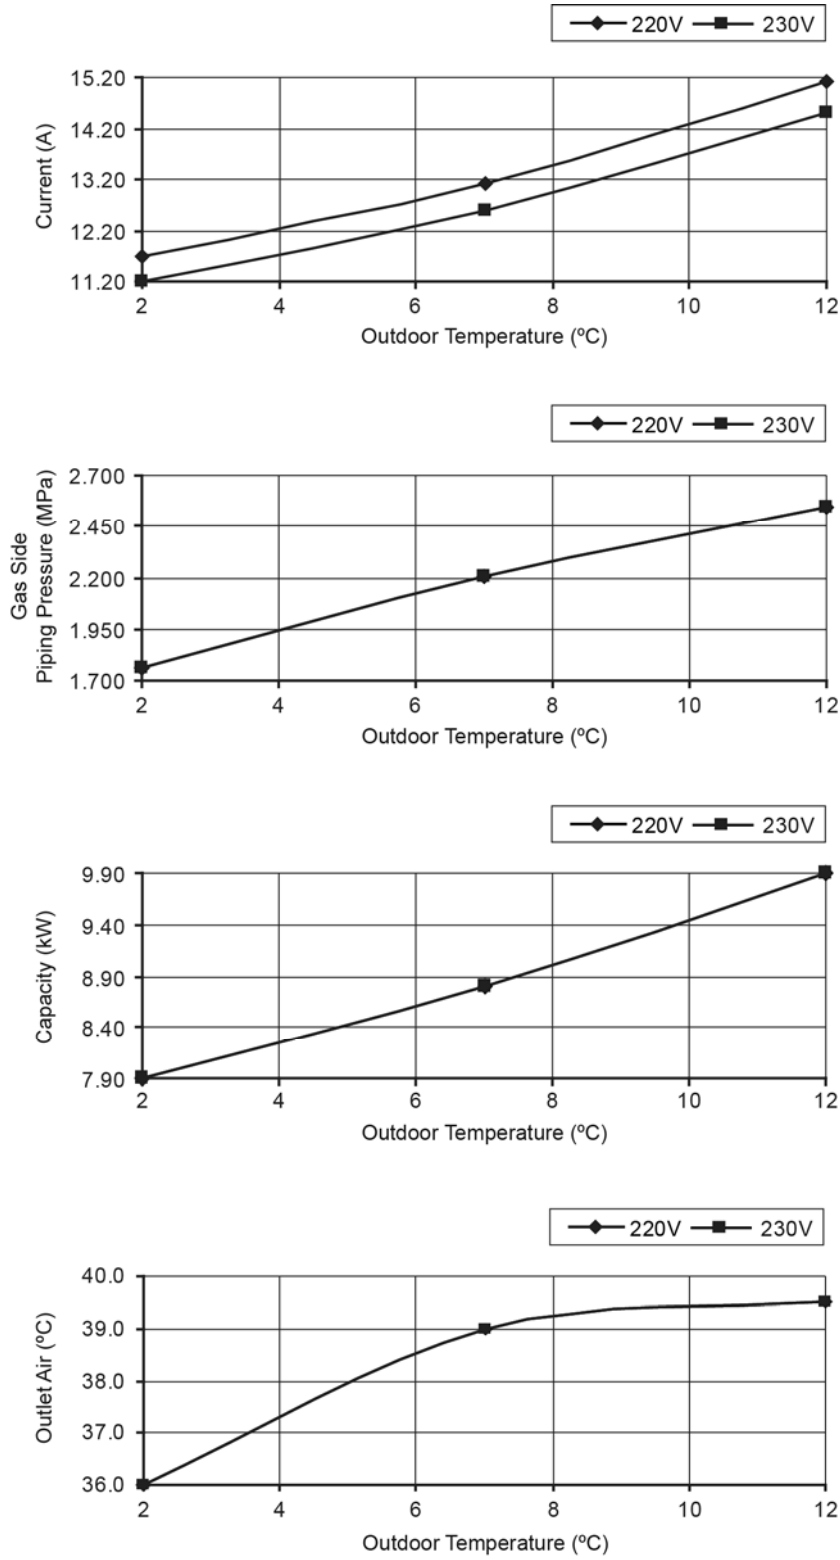 220V 230V
15.20
14.20
13.20
12.20
11.20
Current (A)
2 4 6 8 10 12
Outdoor Temperature (ºC)
220V 230V
2.700
2.450
2.200
1.950
1.700
Gas Side
Piping Pressure (MPa)
2 4 6 8 10 12
Outdoor Temperature (ºC)
220V 230V
9.90
9.40
8.90
8.40
7.90
Capacity (kW)
2 4 6 8 10 12
Outdoor Temperature (ºC)
220V 230V
40.0
39.0
38.0
37.0
36.0
Outlet Air (ºC)
2 4 6 8 10 12
Outdoor Temperature (ºC)